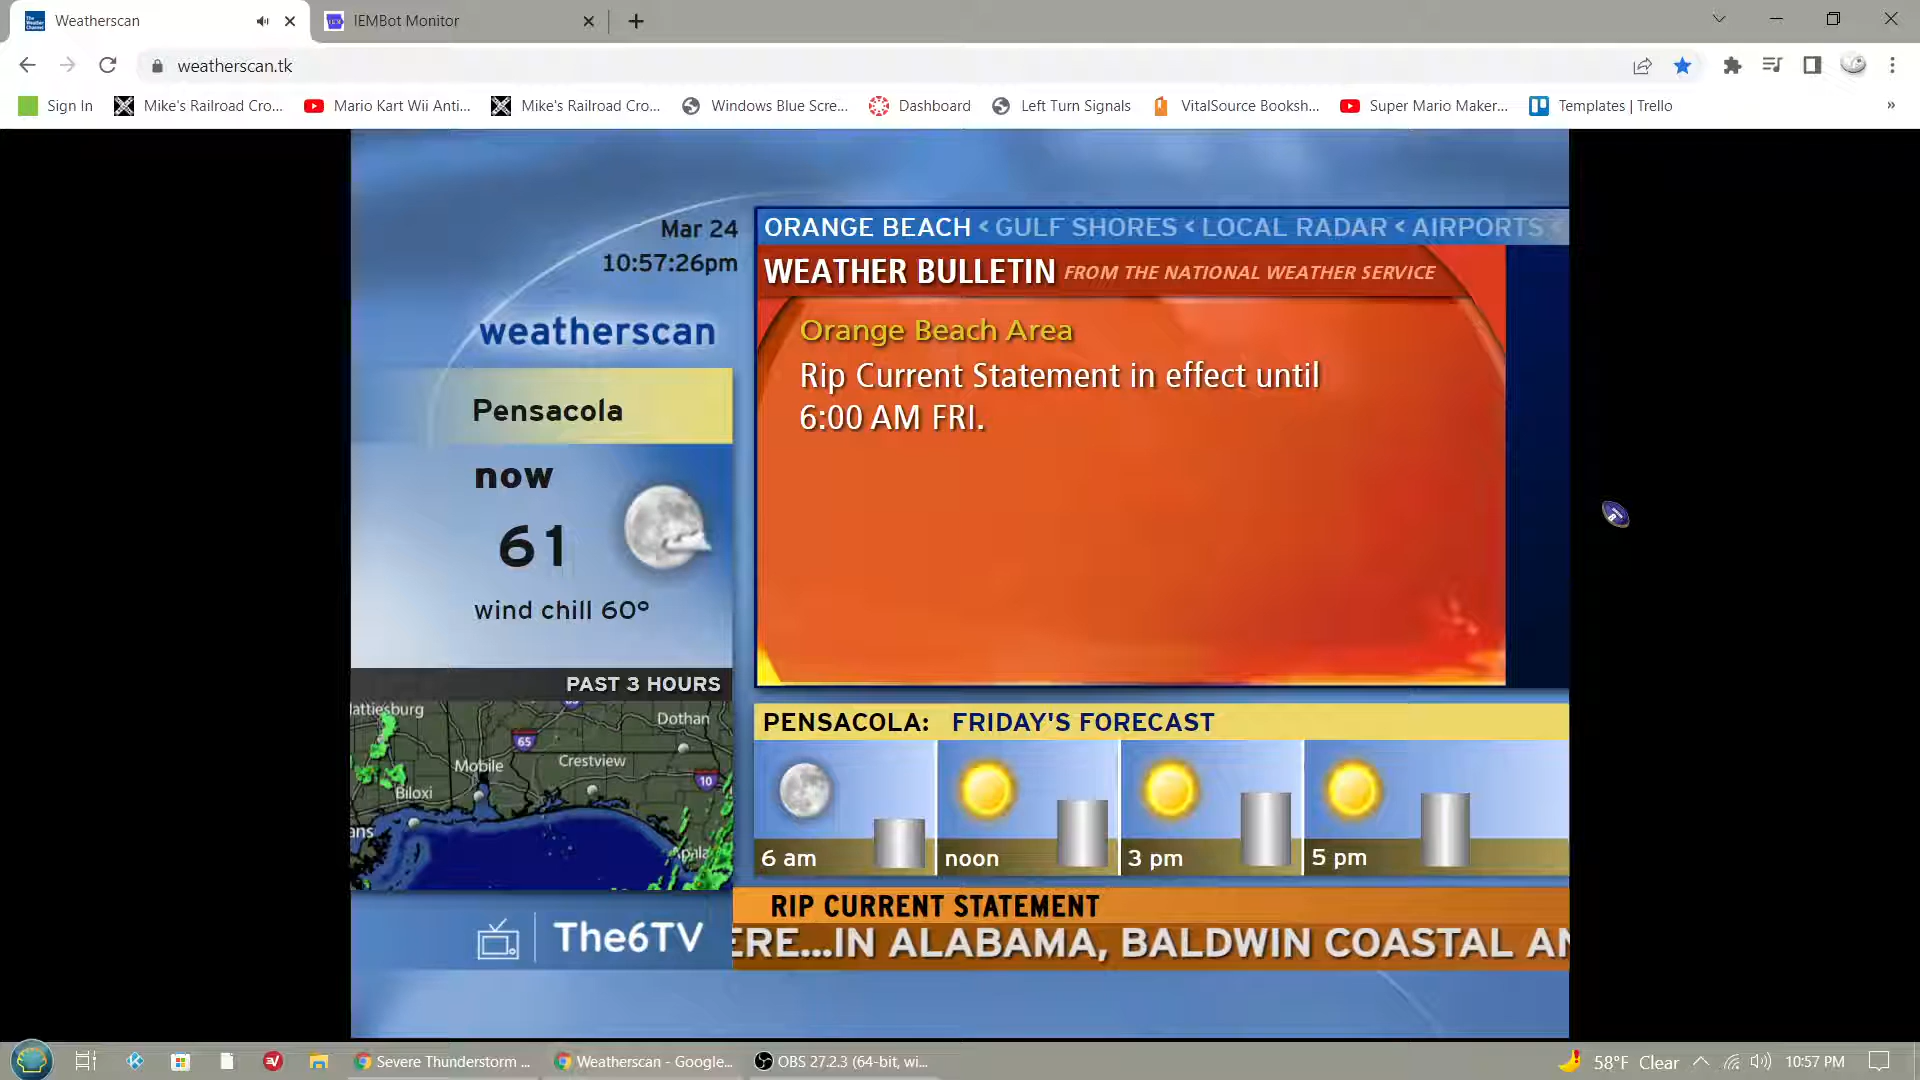 Weatherscan
IEMBot Monitor
weatherscan.tk
Sign In
Mike's Railroad Cro...
Mario Kart Wii Anti...
Mike's Railroad Cro...
Windows Blue Scre...
Dashboard
Left Turn Signals
VitalSource Booksh...
Super Mario Maker...
Templates | Trello
»
Mar 24
10:57:26pm
weatherscan
Pensacola
now
61
wind chill 60°
PAST 3 HOURS
lattiesburg
Dothan
65
Mobile
Crestview
10
Biloxi
ans
Apala
The6TV
ORANGE BEACH < GULF SHORES < LOCAL RADAR < AIRPORTS <
WEATHER BULLETIN FROM THE NATIONAL WEATHER SERVICE
Orange Beach Area
Rip Current Statement in effect until
6:00 AM FRI.
PENSACOLA: FRIDAY'S FORECAST
6 am
noon
3 pm
5 pm
RIP CURRENT STATEMENT
ERE...IN ALABAMA, BALDWIN COASTAL AN
Severe Thunderstorm ...
Weatherscan - Google...
OBS 27.2.3 (64-bit, wi...
58°F Clear
10:57 PM